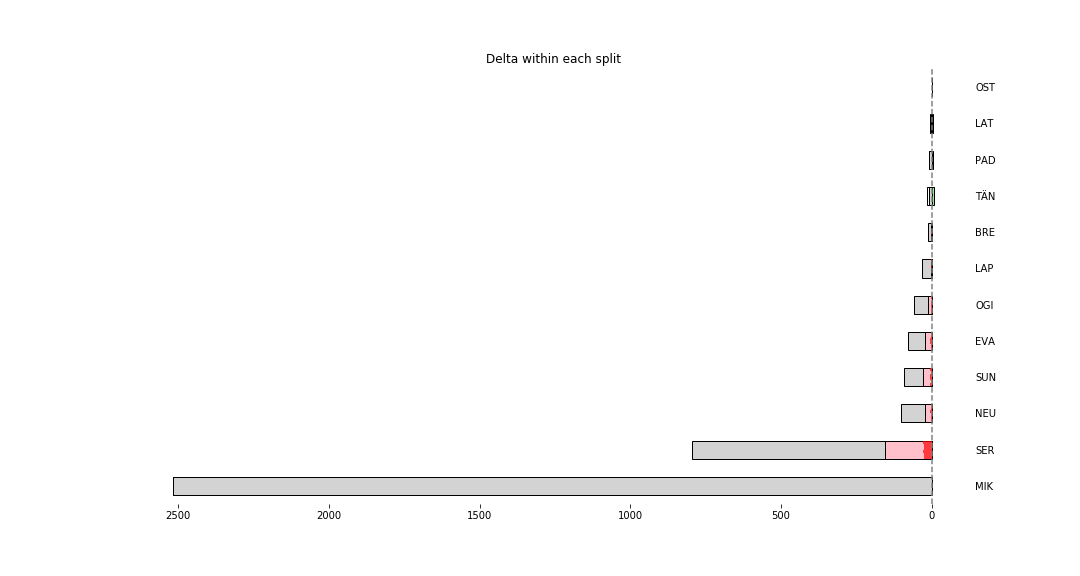 Delta within each split
OST
LAT
PAD
TÄN
BRE
LAP
OGI
EVA
SUN
NEU
SER
MIK
2500 2000 1500 1000 500 0